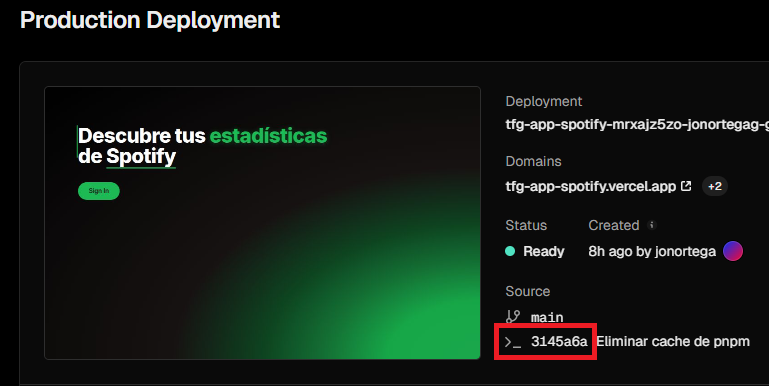 Production Deployment
Descubre tus estadísticas
de Spotify
Sign In
Deployment
tfg-app-spotify-mrxajz5zo-jonortegag-g
Domains
tfg-app-spotify.vercel.app +2
Status Created
Ready 8h ago by jonortega
Source
main
3145a6a Eliminar cache de pnpm